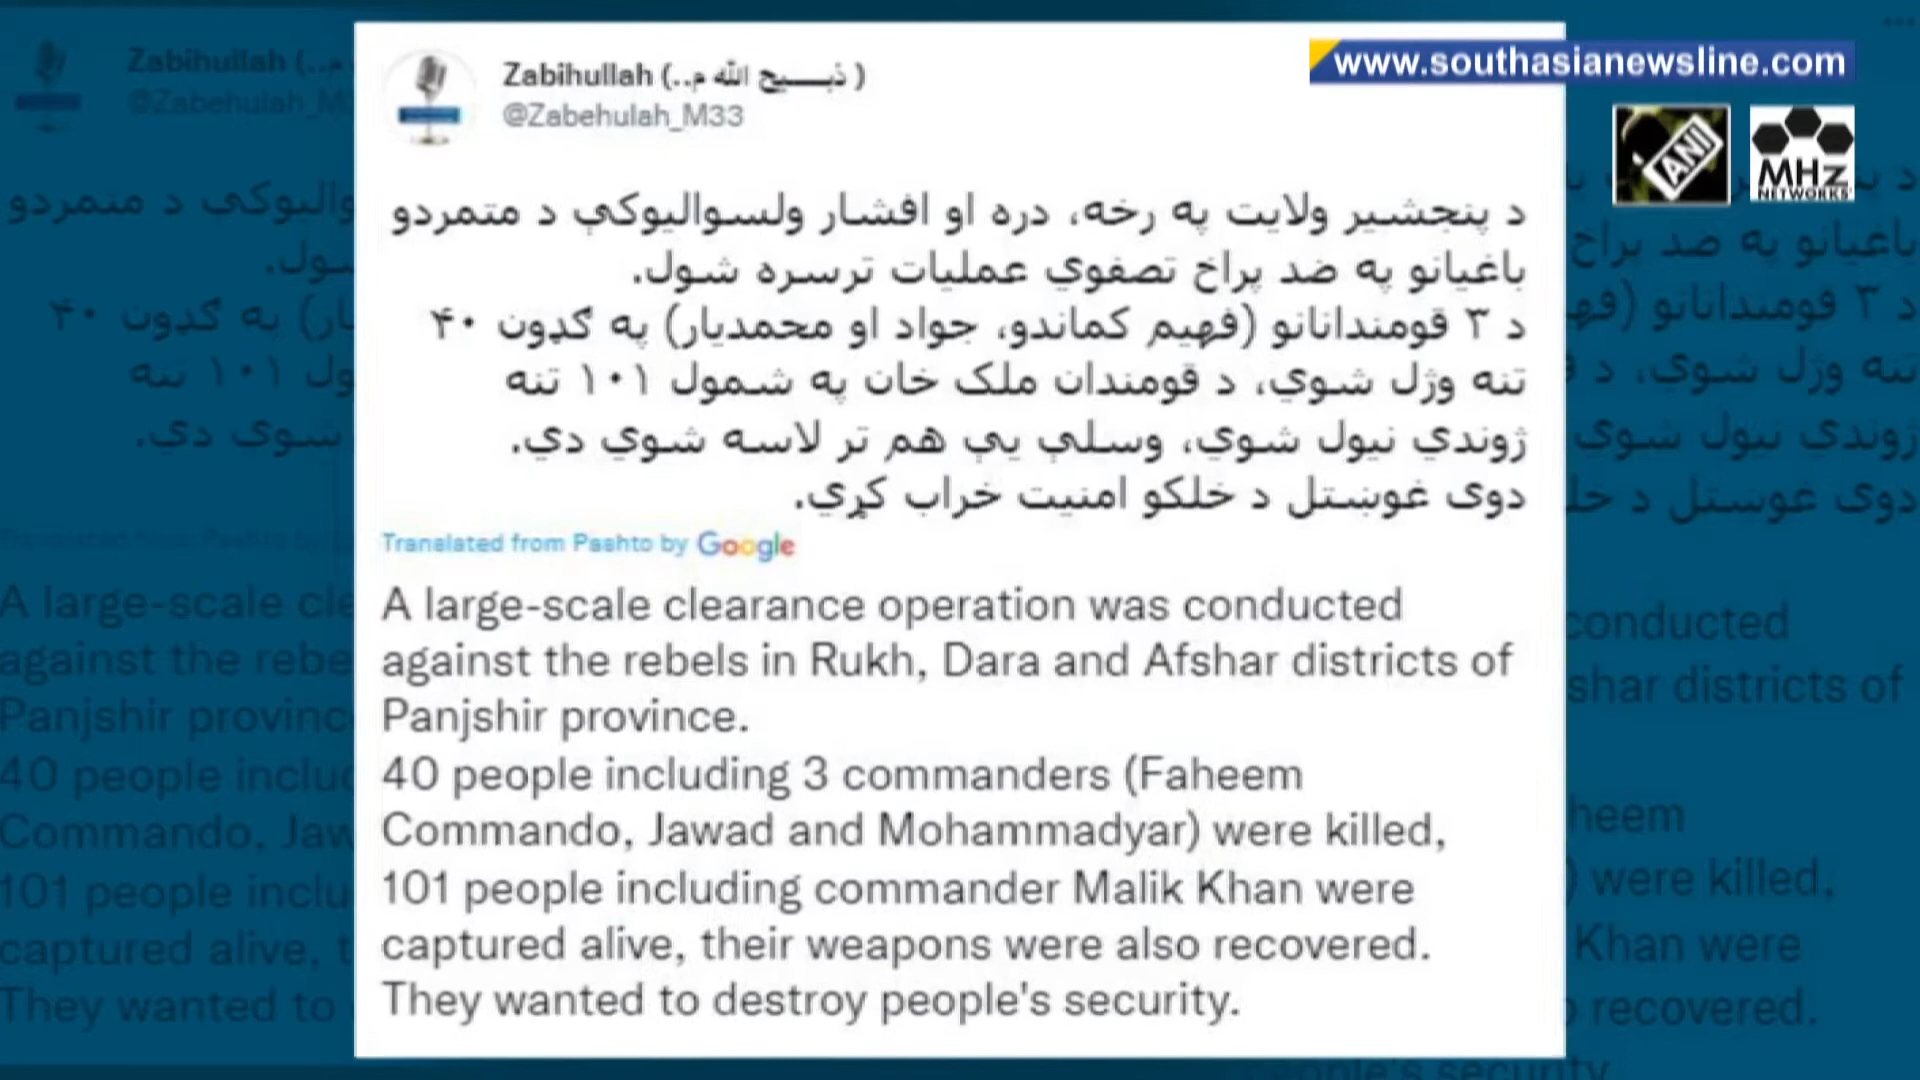 Zabihullah (..ذبـــیح الله م )
@Zabehulah_M33
www.southasianewsline.com
ANI
MHz
NETWORKS
د پنجشیر ولایت په رخه، دره او افشار ولسوالیوکې د متمردو
باغیانو په ضد پراخ تصفوي عملیات ترسره شول.
د ۳ قومندانانو (فهیم کماندو، جواد او محمدیار) په ګډون ۴۰
تنه وژل شوي، د قومندان ملک خان په شمول ۱۰۱ تنه
ژوندي نیول شوي، وسلې یې هم تر لاسه شوي دي.
دوی غوښتل د خلکو امنیت خراب کړي.
Translated from Pashto by Google
A large-scale clearance operation was conducted
against the rebels in Rukh, Dara and Afshar districts of
Panjshir province.
40 people including 3 commanders (Faheem
Commando, Jawad and Mohammadyar) were killed,
101 people including commander Malik Khan were
captured alive, their weapons were also recovered.
They wanted to destroy people's security.